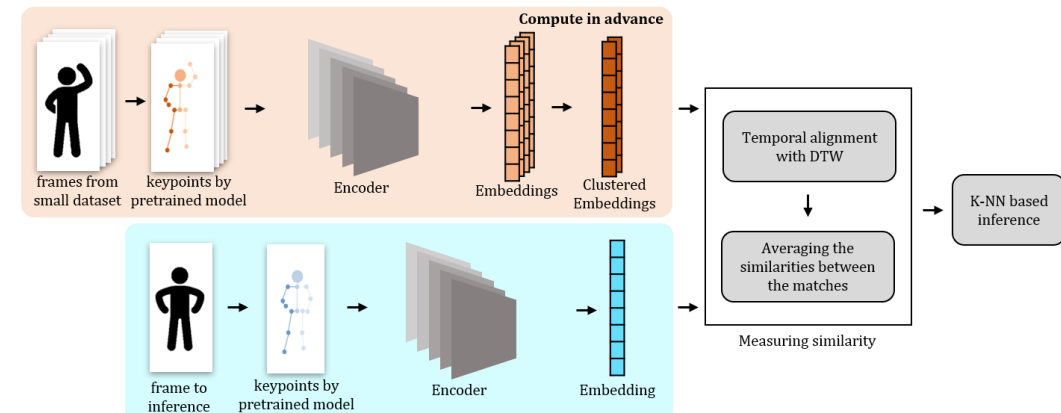 Compute in advance
frames from
small dataset
keypoints by
pretrained model
Encoder
Embeddings
Clustered
Embeddings
Temporal alignment
with DTW
Averaging the
similarities between
the matches
Measuring similarity
K-NN based
inference
frame to
inference
keypoints by
pretrained model
Encoder
Embedding